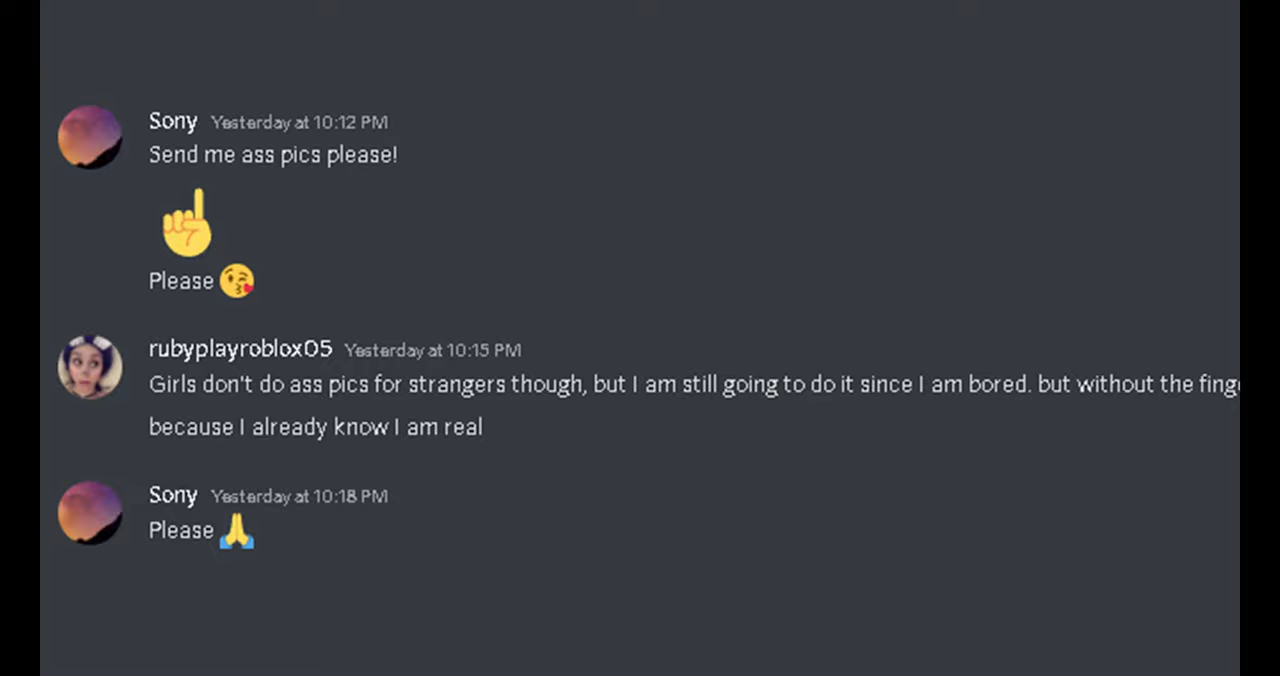 Sony Yesterday at 10:12 PM
Send me ass pics please!
Please
rubyplayroblox05 Yesterday at 10:15 PM
Girls don't do ass pics for strangers though, but I am still going to do it since I am bored. but without the
because I already know I am real
Sony Yesterday at 10:18 PM
Please